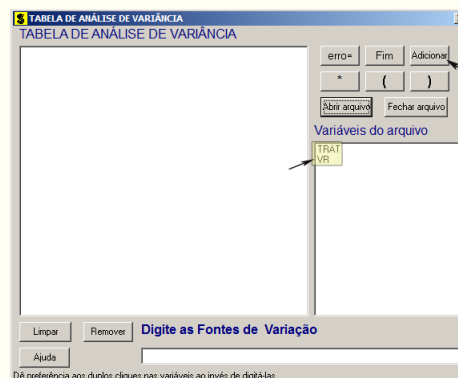 TABELA DE ANÁLISE DE VARIÂNCIA
TABELA DE ANÁLISE DE VARIÂNCIA
erro= Fim Adicionar
* ( )
Abrir arquivo Fechar arquivo
Variáveis do arquivo
TRAT
VR
Limpar Remover Digite as Fontes de Variação
Ajuda
Dê preferência aos duplos cliques nas variáveis ao invés de digitá-las